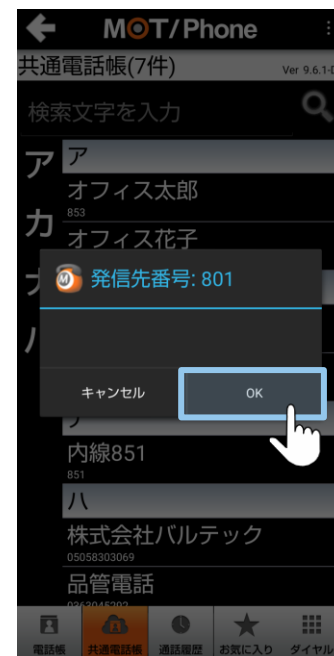 MOT/Phone
共通電話帳(7件)
Ver 9.6.1-D
検索文字を入力
ア
ア
オフィス太郎
853
カ
オフィス花子
発信先番号: 801
キャンセル
OK
内線851
851
ハ
株式会社バルテック
05058303069
品管電話
電話帳
共通電話帳
通話履歴
お気に入り
ダイヤル